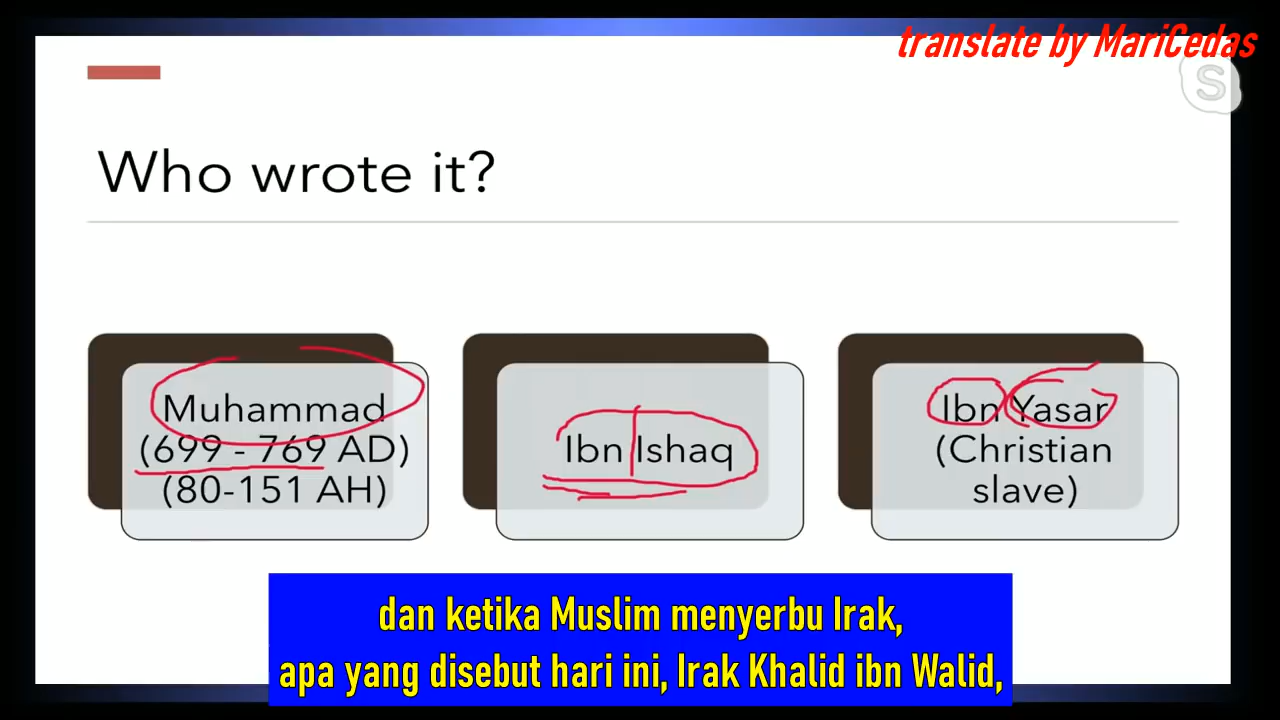 translate by MariCedas
S
Who wrote it?
Muhammad
(699 - 769 AD)
(80-151 AH)
Ibn Ishaq
Ibn Yasar
(Christian
slave)
dan ketika Muslim menyerbu Irak,
apa yang disebut hari ini, Irak Khalid ibn Walid,